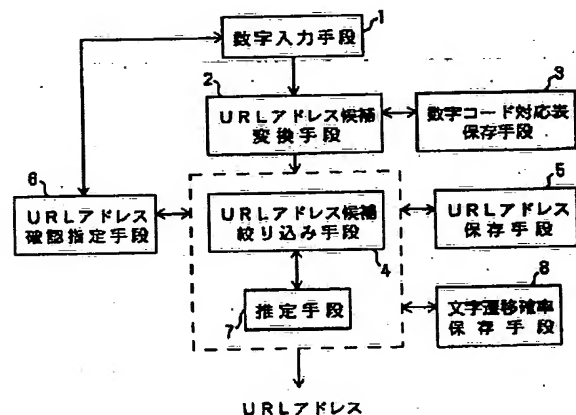 1
数字入力手段
2
URLアドレス候補
変換手段
3
数字コード対応表
保存手段
6
URLアドレス
確認指定手段
URLアドレス候補
絞り込み手段
4
5
URLアドレス
保存手段
7
推定手段
8
文字遷移確率
保存手段
URLアドレス